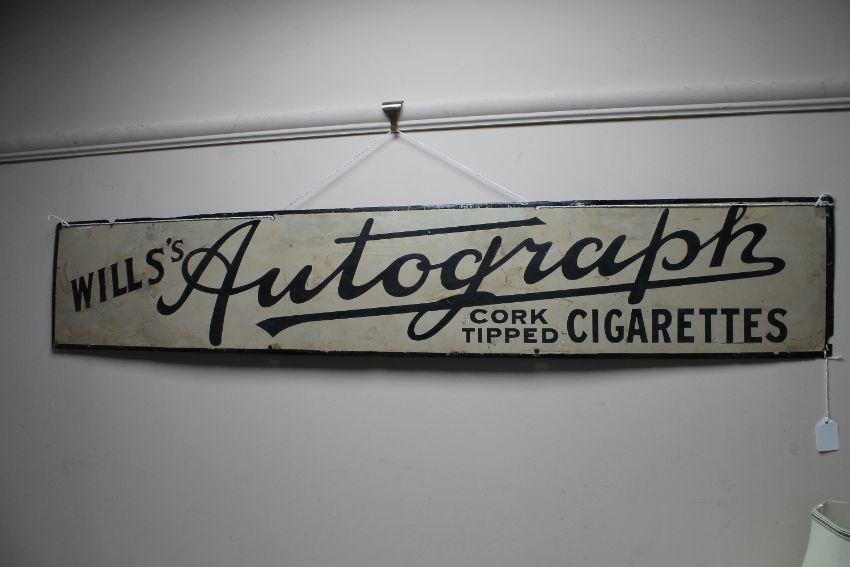 WILLS'S Autograph
CORK
TIPPED CIGARETTES